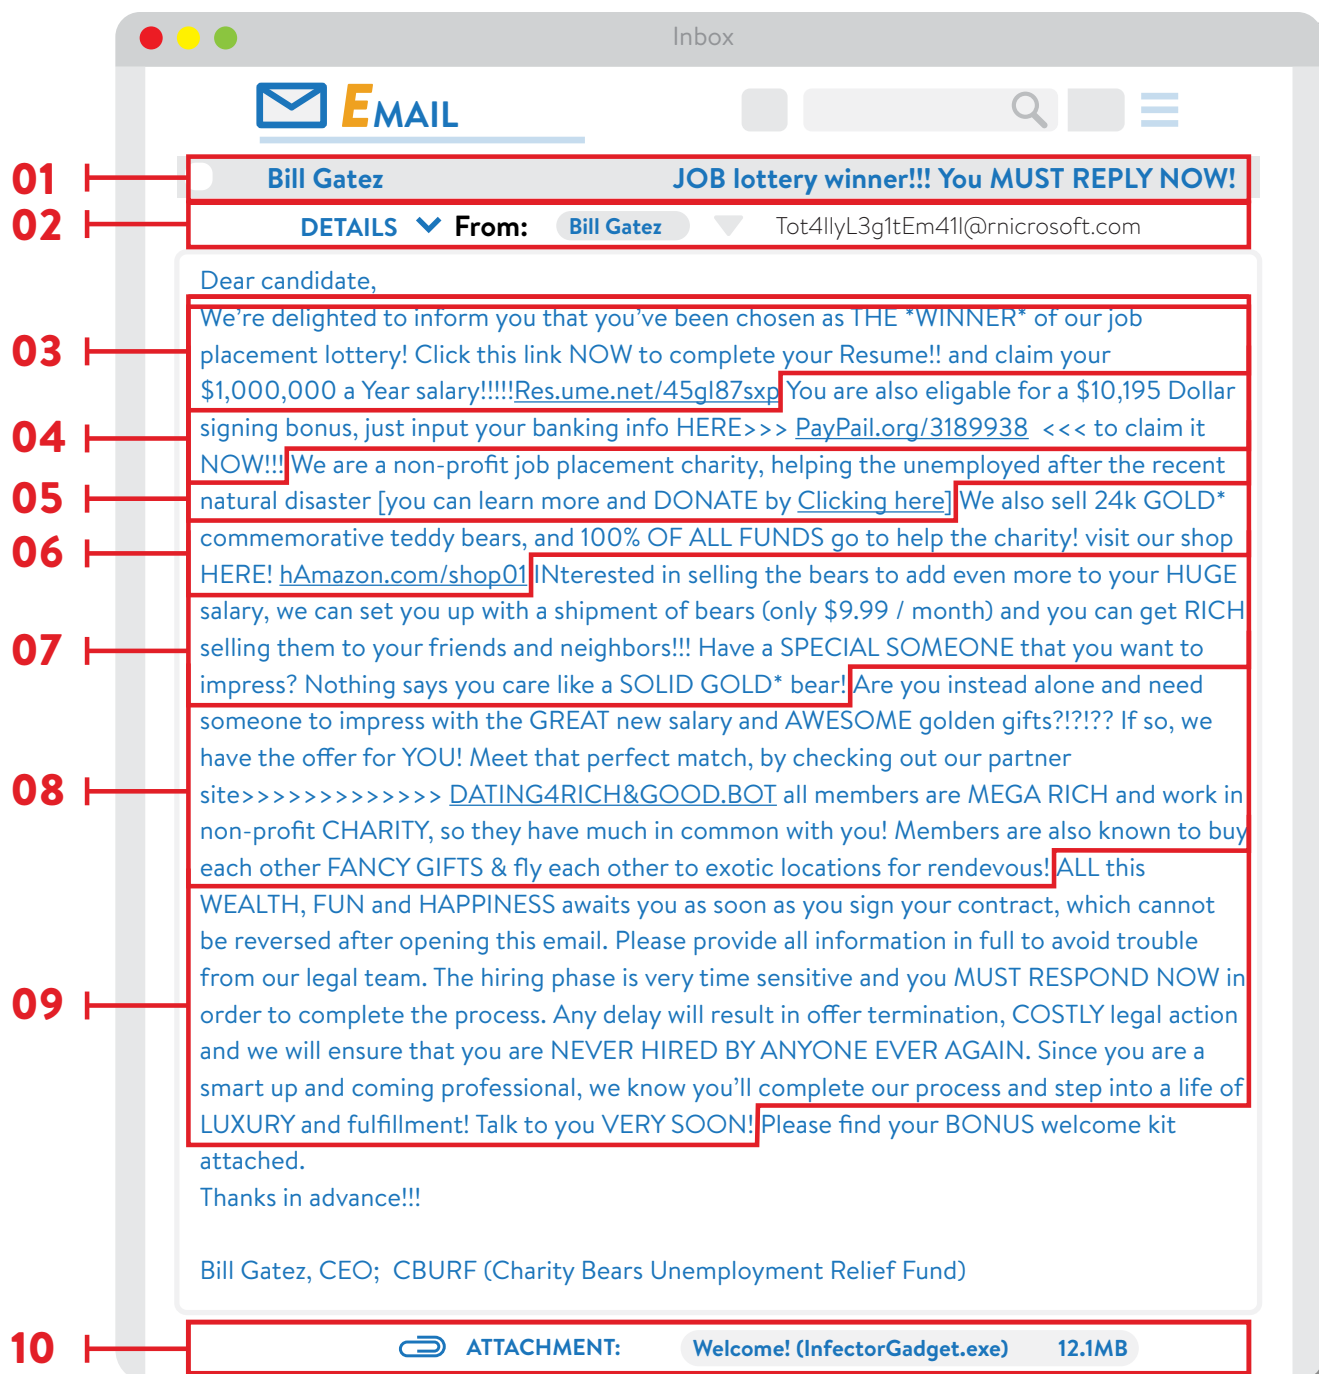 Inbox
EMAIL
01
Bill Gatez JOB lottery winner!!! You MUST REPLY NOW!
02
DETAILS From: Bill Gatez Tot4llyL3g1tEm41l@rnicrosoft.com
Dear candidate,
We're delighted to inform you that you've been chosen as THE *WINNER* of our job
03
placement lottery! Click this link NOW to complete your Resume!! and claim your
$1,000,000 a Year salary!!!!!Res.ume.net/45gl87sxp You are also eligable for a $10,195 Dollar
04
signing bonus, just input your banking info HERE>>> PayPail.org/3189938 <<< to claim it
NOW!!! We are a non-profit job placement charity, helping the unemployed after the recent
05
natural disaster [you can learn more and DONATE by Clicking here] We also sell 24k GOLD*
commemorative teddy bears, and 100% OF ALL FUNDS go to help the charity! visit our shop
06
HERE! hAmazon.com/shop01 INterested in selling the bears to add even more to your HUGE
salary, we can set you up with a shipment of bears (only $9.99 / month) and you can get RICH
07
selling them to your friends and neighbors!!! Have a SPECIAL SOMEONE that you want to
impress? Nothing says you care like a SOLID GOLD* bear! Are you instead alone and need
someone to impress with the GREAT new salary and AWESOME golden gifts?!?!?? If so, we
have the offer for YOU! Meet that perfect match, by checking out our partner
08
site>>>>>>>>>>>>> DATING4RICH&GOOD.BOT all members are MEGA RICH and work in
non-profit CHARITY, so they have much in common with you! Members are also known to buy
each other FANCY GIFTS & fly each other to exotic locations for rendevous! ALL this
WEALTH, FUN and HAPPINESS awaits you as soon as you sign your contract, which cannot
be reversed after opening this email. Please provide all information in full to avoid trouble
from our legal team. The hiring phase is very time sensitive and you MUST RESPOND NOW in
09
order to complete the process. Any delay will result in offer termination, COSTLY legal action
and we will ensure that you are NEVER HIRED BY ANYONE EVER AGAIN. Since you are a
smart up and coming professional, we know you'll complete our process and step into a life of
LUXURY and fulfillment! Talk to you VERY SOON! Please find your BONUS welcome kit
attached.
Thanks in advance!!!
Bill Gatez, CEO; CBURF (Charity Bears Unemployment Relief Fund)
10
ATTACHMENT: Welcome! (InfectorGadget.exe) 12.1MB